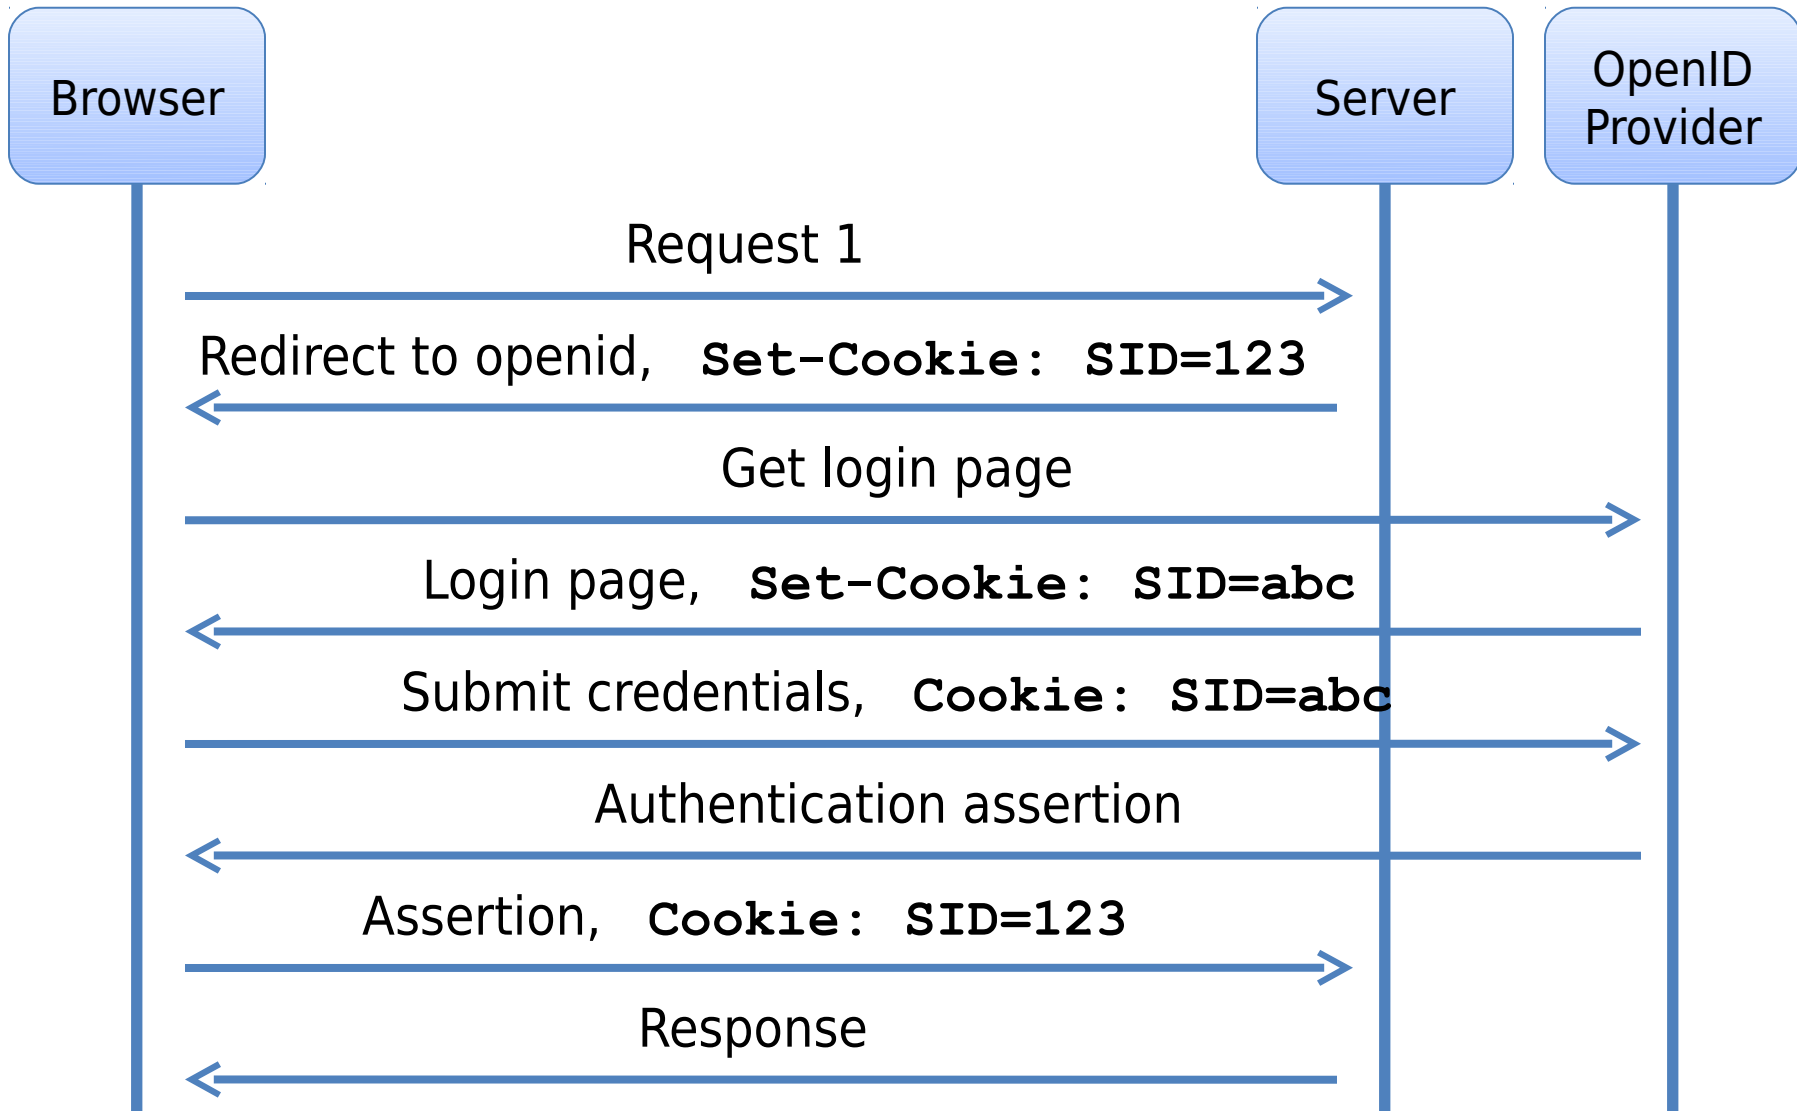 Browser
Server
OpenID
Provider
Request 1
Redirect to openid, Set-Cookie: SID=123
Get login page
Login page, Set-Cookie: SID=abc
Submit credentials, Cookie: SID=abc
Authentication assertion
Assertion, Cookie: SID=123
Response